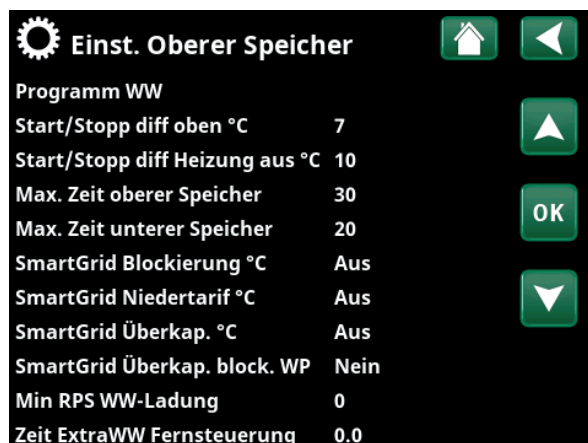 Einst. Oberer Speicher
Programm WW
Start/Stopp diff oben °C 7
Start/Stopp diff Heizung aus °C 10
Max. Zeit oberer Speicher 30
Max. Zeit unterer Speicher 20
OK
SmartGrid Blockierung °C Aus
SmartGrid Niedertarif °C Aus
SmartGrid Überkap. °C Aus
SmartGrid Überkap. block. WP Nein
Min RPS WW-Ladung 0
Zeit ExtraWW Fernsteuerung 0.0